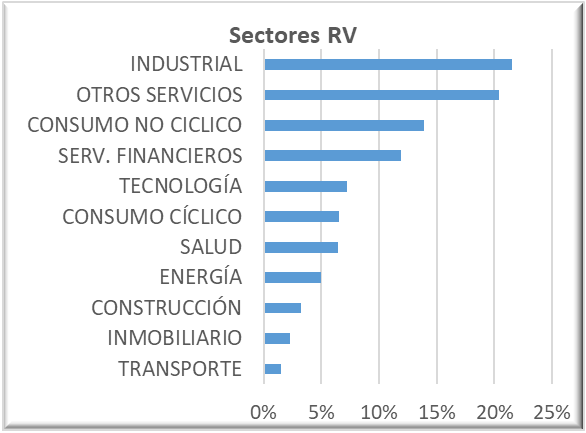 Sectores RV
INDUSTRIAL
OTROS SERVICIOS
CONSUMO NO CICLICO
SERV. FINANCIEROS
TECNOLOGÍA
CONSUMO CÍCLICO
SALUD
ENERGÍA
CONSTRUCCIÓN
INMOBILIARIO
TRANSPORTE
0% 5% 10% 15% 20% 25%